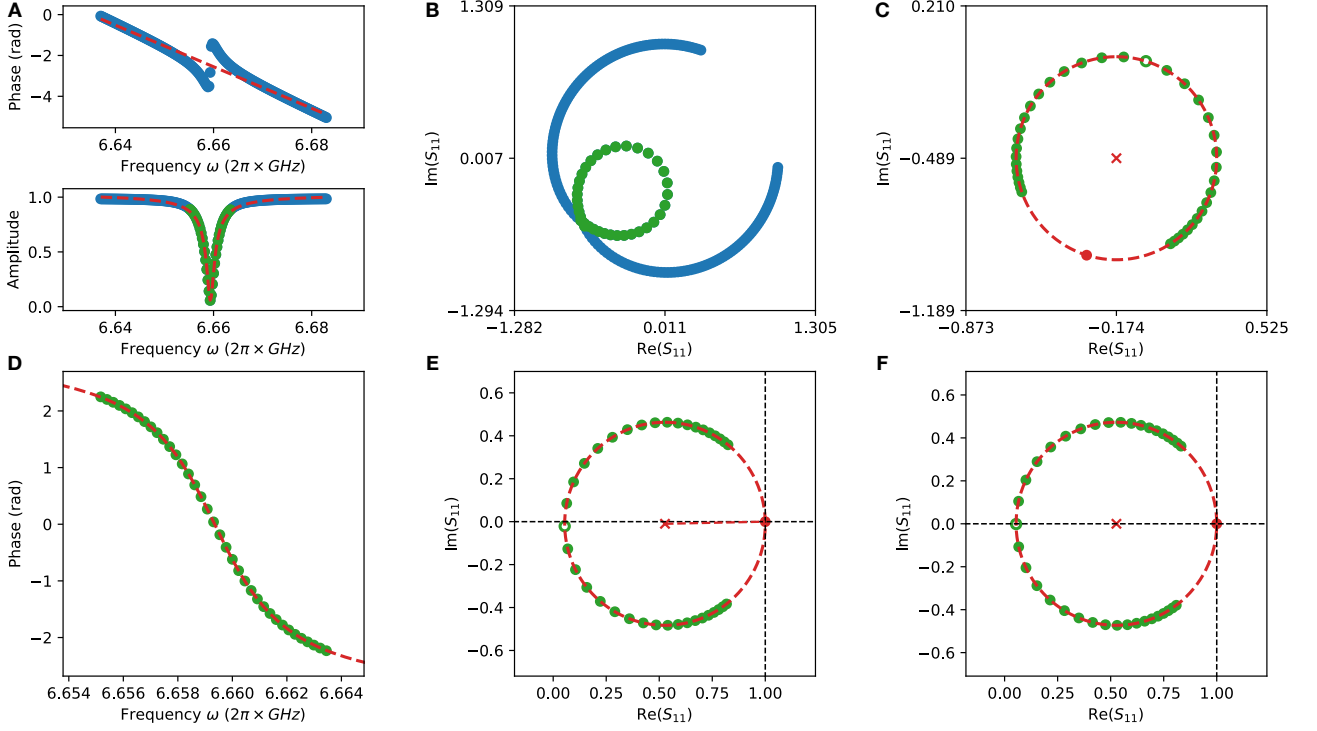 A
Phase (rad)
0
−2
−4
6.64
6.66
6.68
Frequency ω (2π × GHz)
Amplitude
1.0
0.5
0.0
6.64
6.66
6.68
Frequency ω (2π × GHz)
B
1.309
Im(S11)
0.007
−1.294
−1.282
0.011
1.305
Re(S11)
C
0.210
Im(S11)
−0.489
−1.189
−0.873
−0.174
0.525
Re(S11)
D
Phase (rad)
2
1
0
−1
−2
6.654
6.656
6.658
6.660
6.662
6.664
Frequency ω (2π × GHz)
E
Im(S11)
0.6
0.4
0.2
0.0
−0.2
−0.4
−0.6
0.00
0.25
0.50
0.75
1.00
Re(S11)
F
Im(S11)
0.6
0.4
0.2
0.0
−0.2
−0.4
−0.6
0.00
0.25
0.50
0.75
1.00
Re(S11)